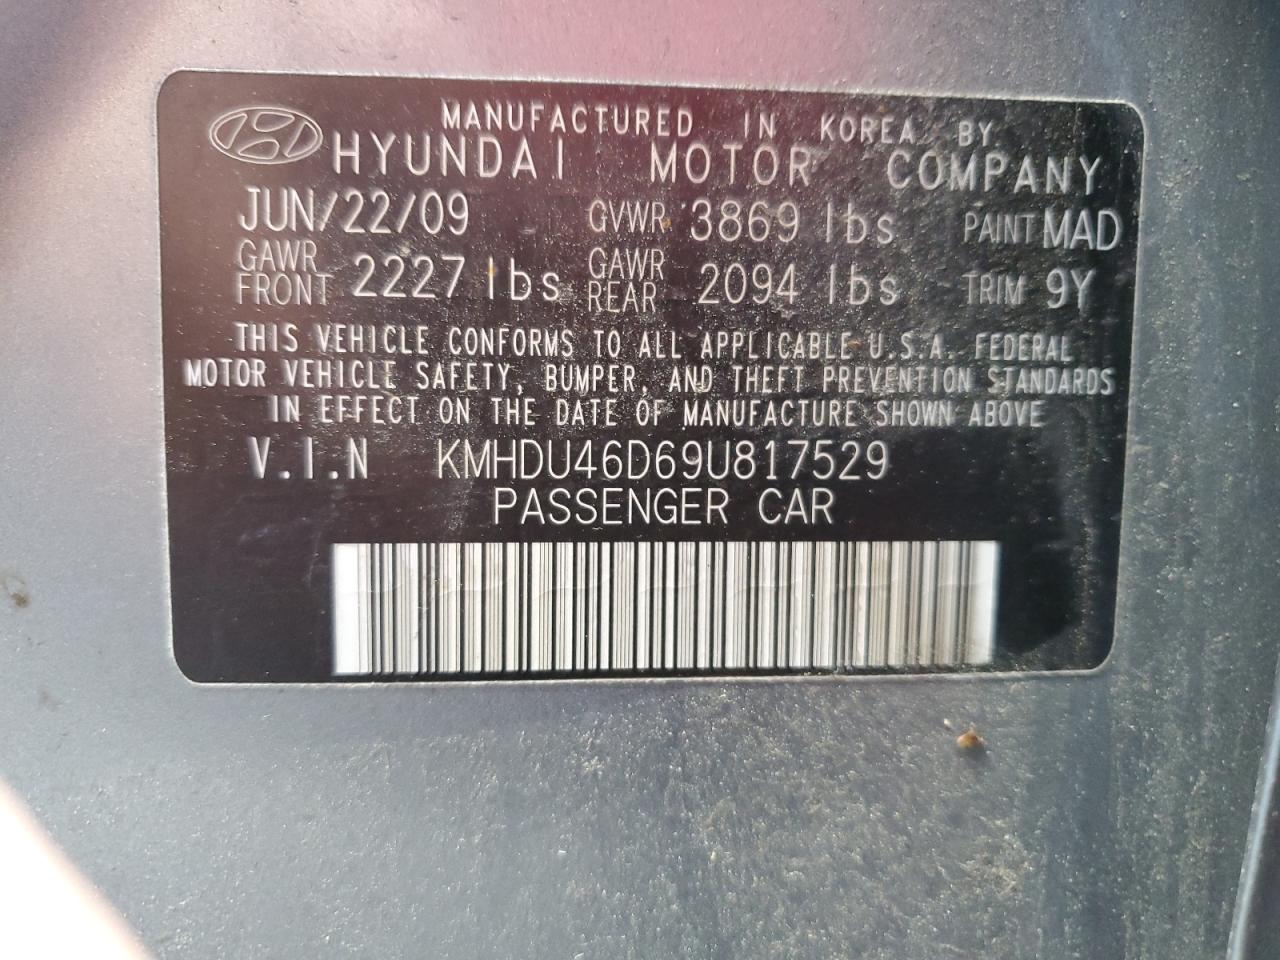 MANUFACTURED IN KOREA BY
HYUNDAI MOTOR COMPANY
JUN/22/09 GVWR 3869 lbs PAINT MAD
GAWR FRONT 2227 lbs GAWR REAR 2094 lbs TRIM 9Y
THIS VEHICLE CONFORMS TO ALL APPLICABLE U.S.A. FEDERAL
MOTOR VEHICLE SAFETY, BUMPER, AND THEFT PREVENTION STANDARDS
IN EFFECT ON THE DATE OF MANUFACTURE SHOWN ABOVE
V.I.N KMHDU46D69U817529
PASSENGER CAR